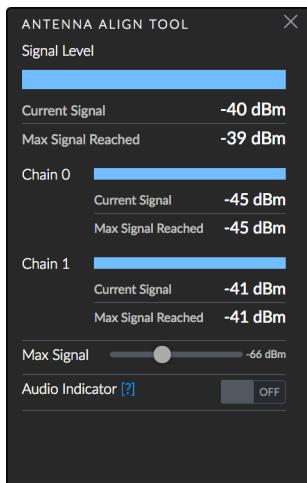 ANTENNA ALIGN TOOL
Signal Level
Current Signal -40 dBm
Max Signal Reached -39 dBm
Chain 0
Current Signal -45 dBm
Max Signal Reached -45 dBm
Chain 1
Current Signal -41 dBm
Max Signal Reached -41 dBm
Max Signal -66 dBm
Audio Indicator [?] OFF